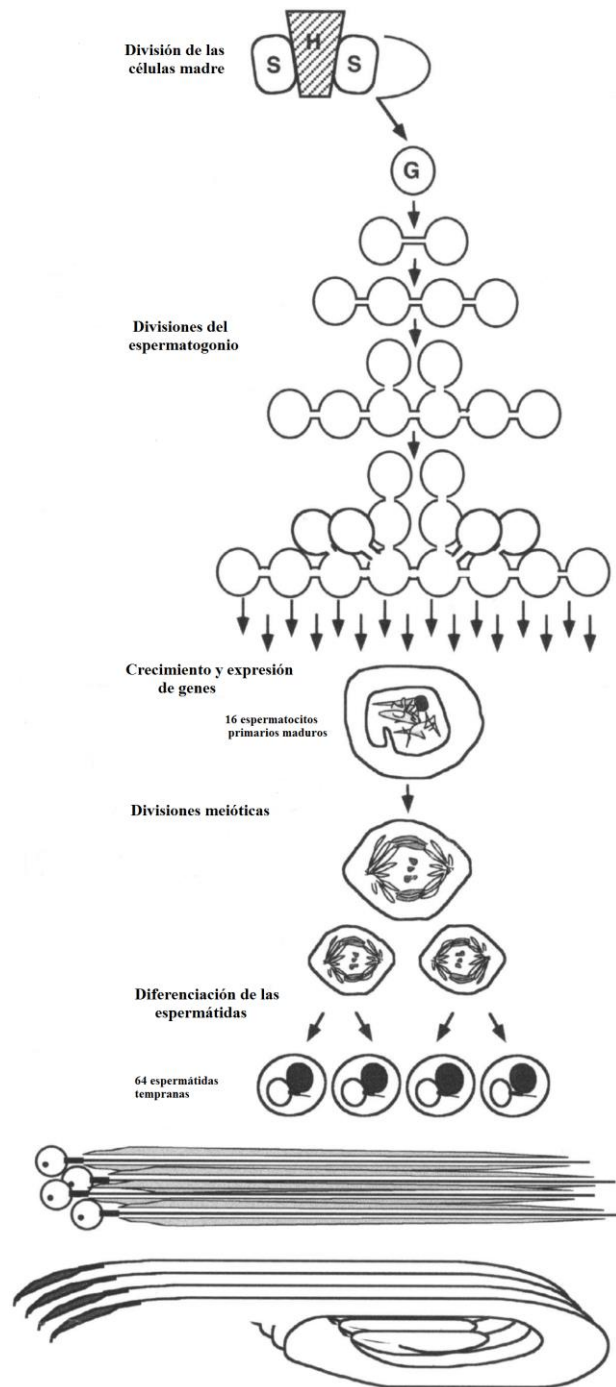 División de las
células madre
S
H
S
G
Divisiones del
espermatogonio
Crecimiento y expresión
de genes
16 espermatocitos
primarios maduros
Divisiones meióticas
Diferenciación de las
espermátidas
64 espermátidas
tempranas